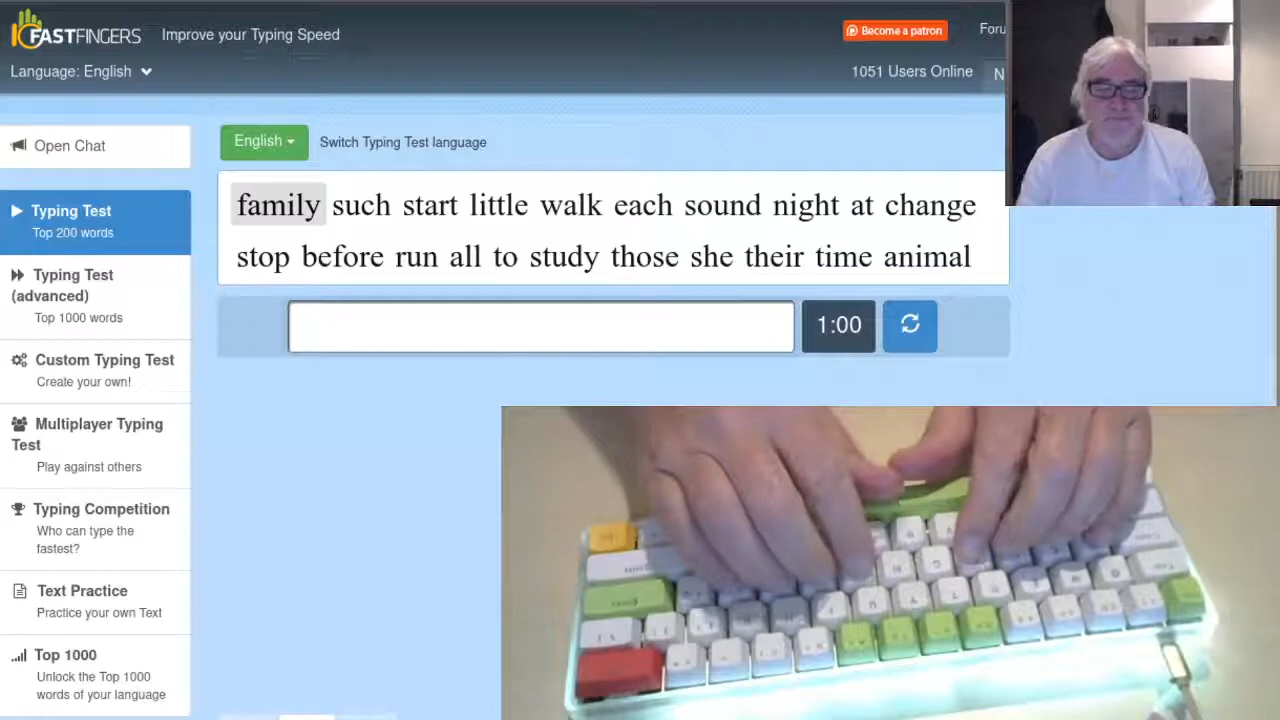 FASTFINGERS Improve your Typing Speed
Become a patron
Foru
Language: English
1051 Users Online
N
Open Chat
English
Switch Typing Test language
Typing Test
Top 200 words
family such start little walk each sound night at change
stop before run all to study those she their time animal
Typing Test
(advanced)
Top 1000 words
1:00
Custom Typing Test
Create your own!
Multiplayer Typing
Test
Play against others
Typing Competition
Who can type the
fastest?
Text Practice
Practice your own Text
Top 1000
Unlock the Top 1000
words of your language